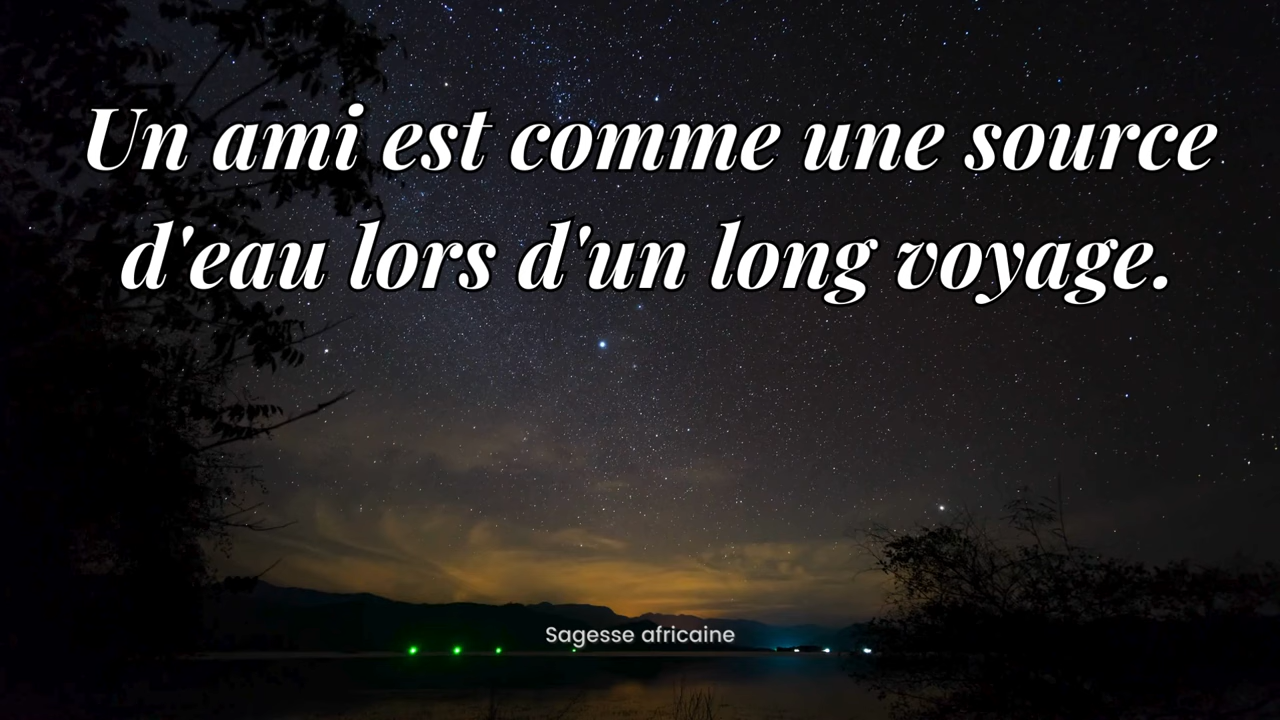 Un ami est comme une source
d'eau lors d'un long voyage.
Sagesse africaine